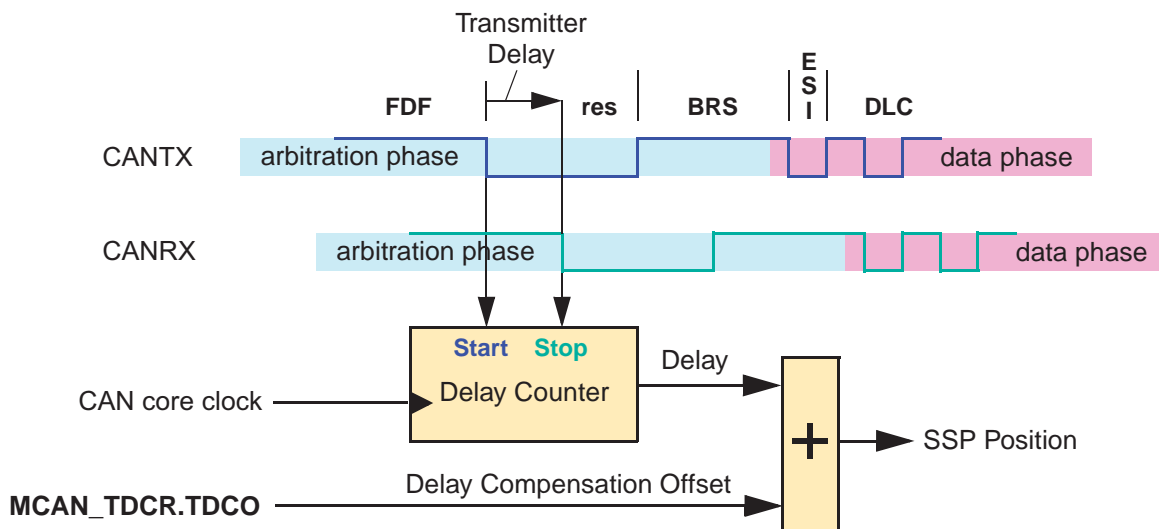 Transmitter
Delay
FDF
res
BRS
E
S
I
DLC
CANTX
arbitration phase
data phase
CANRX
arbitration phase
data phase
Start
Stop
Delay Counter
Delay
CAN core clock
+
SSP Position
Delay Compensation Offset
MCAN_TDCR.TDCO